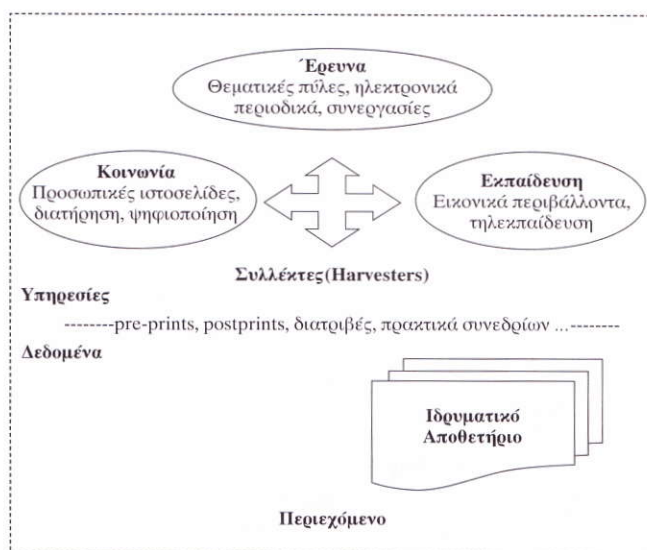 Έρευνα
Θεματικές πύλες, ηλεκτρονικά
περιοδικά, συνεργασίες
Κοινωνία
Προσωπικές ιστοσελίδες,
διατήρηση, ψηφιοποίηση
Εκπαίδευση
Εικονικά περιβάλλοντα,
τηλεκπαίδευση
Συλλέκτες(Harvesters)
Υπηρεσίες
--------pre-prints, postprints, διατριβές, πρακτικά συνεδρίων ...--------
Δεδομένα
Ιδρυματικό
Αποθετήριο
Περιεχόμενο